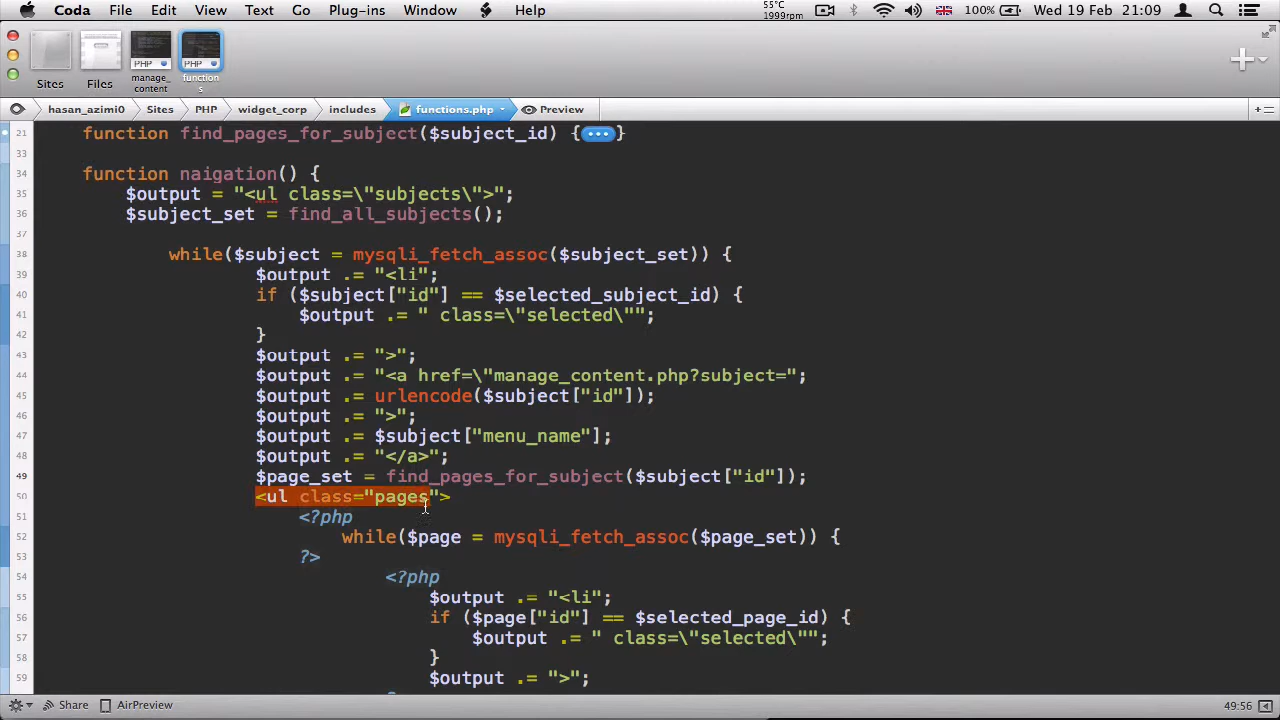 Coda File Edit View Text Go Plug-ins Window Help 55°C 1999rpm 100% Wed 19 Feb 21:09
Sites Files manage_content functions
PHP PHP
hasan_azimi0 Sites PHP widget_corp includes functions.php Preview
21 function find_pages_for_subject($subject_id) {•••}
33
34 function naigation() {
35 $output = "<ul class=\"subjects\">";
36 $subject_set = find_all_subjects();
37
38 while($subject = mysqli_fetch_assoc($subject_set)) {
39 $output .= "<li";
40 if ($subject["id"] == $selected_subject_id) {
41 $output .= " class=\"selected\"";
42 }
43 $output .= ">";
44 $output .= "<a href=\"manage_content.php?subject=";
45 $output .= urlencode($subject["id"]);
46 $output .= ">";
47 $output .= $subject["menu_name"];
48 $output .= "</a>";
49 $page_set = find_pages_for_subject($subject["id"]);
50 <ul class="pages">
51 <?php
52 while($page = mysqli_fetch_assoc($page_set)) {
53 ?>
54 <?php
55 $output .= "<li";
56 if ($page["id"] == $selected_page_id) {
57 $output .= " class=\"selected\"";
58 }
59 $output .= ">";
Share AirPreview 49:56